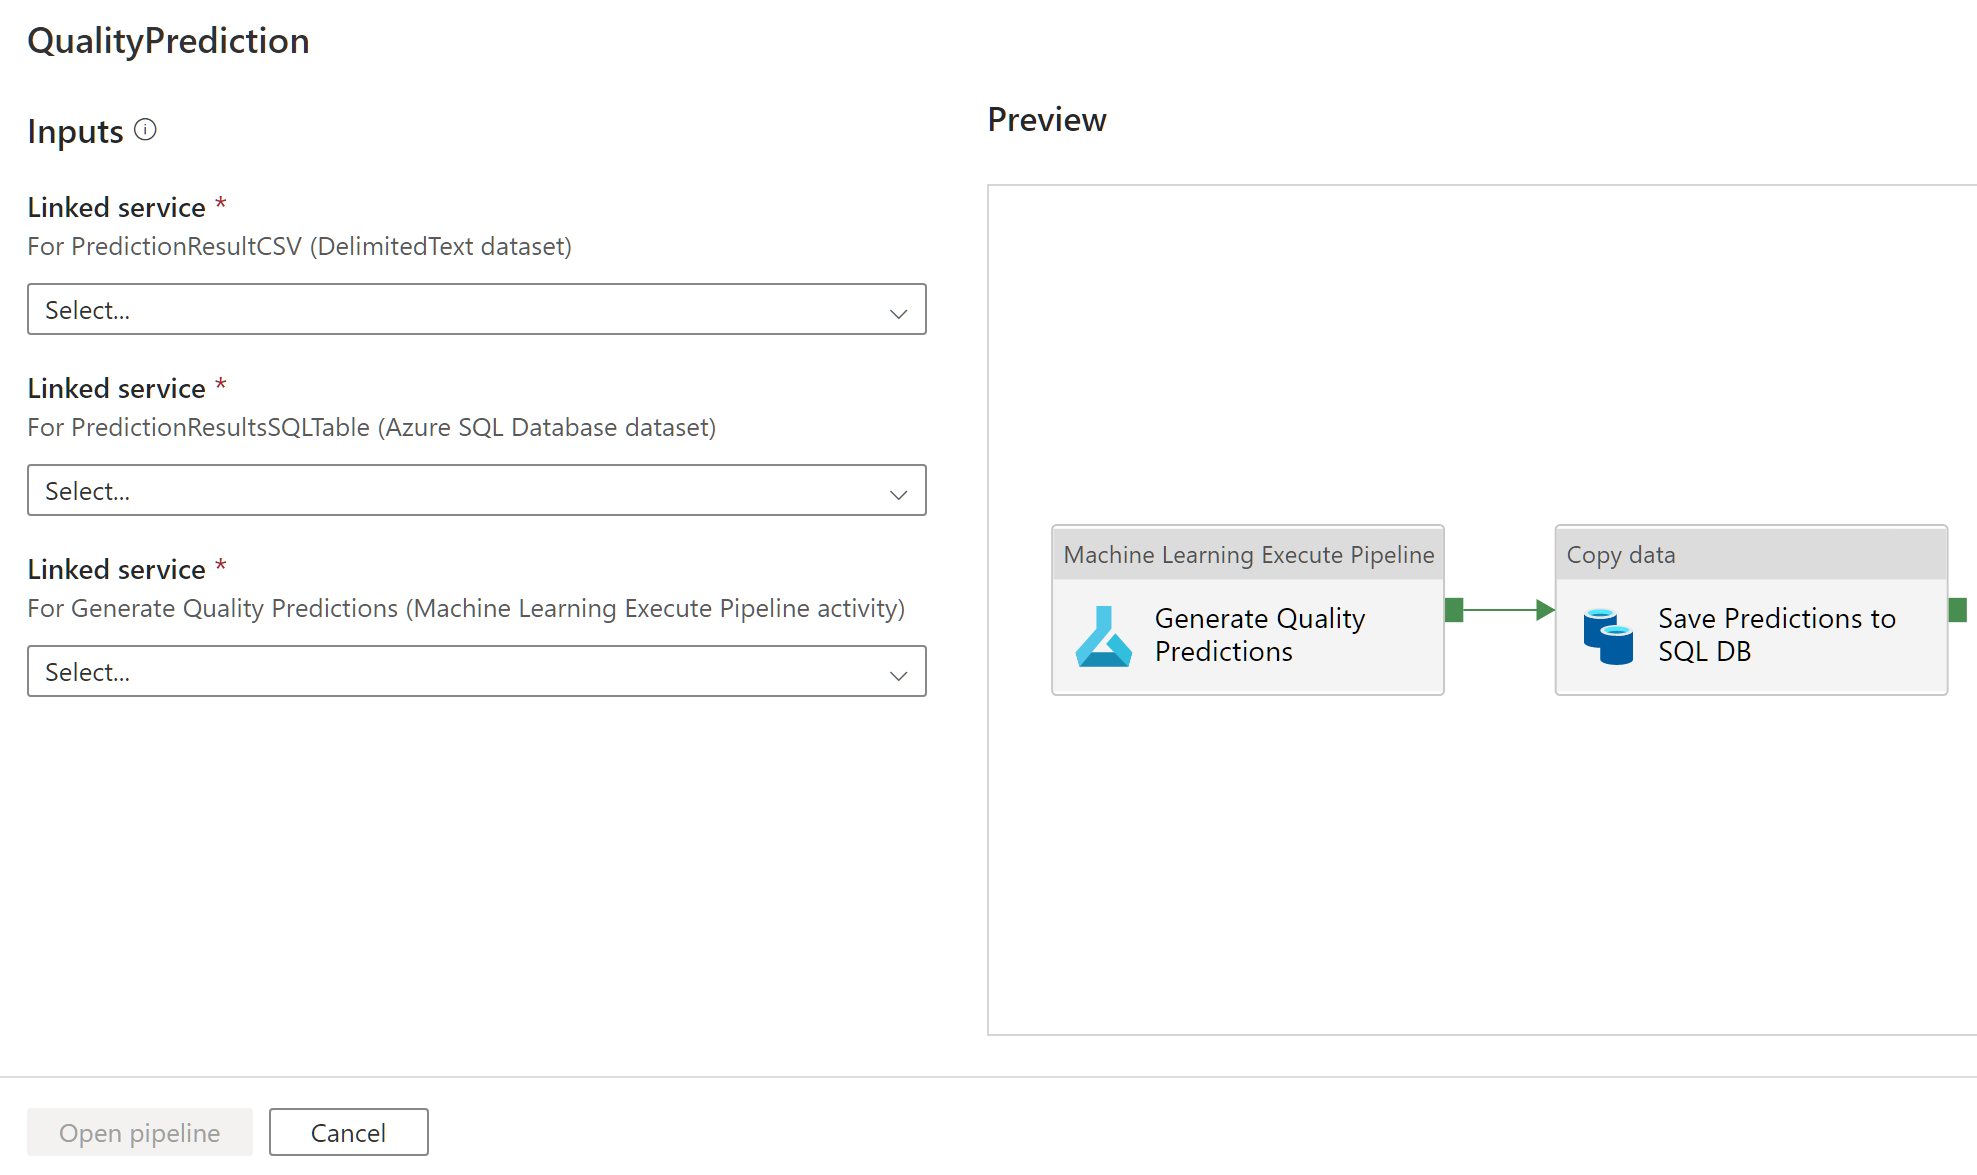 QualityPrediction
Inputs
Linked service *
For PredictionResultCSV (DelimitedText dataset)
Select...
Linked service *
For PredictionResultsSQLTable (Azure SQL Database dataset)
Select...
Linked service *
For Generate Quality Predictions (Machine Learning Execute Pipeline activity)
Select...
Preview
Machine Learning Execute Pipeline
Generate Quality
Predictions
Copy data
Save Predictions to
SQL DB
Open pipeline
Cancel